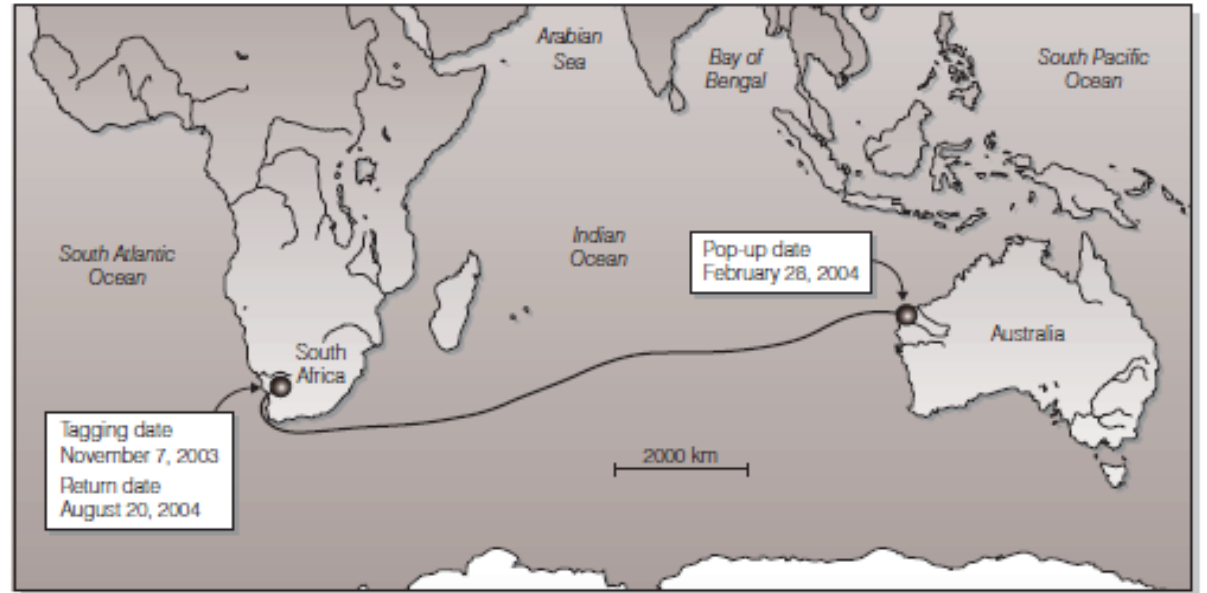 Arabian
Sea
Bay of
Bengal
South Pacific
Ocean
South Atlantic
Ocean
Indian
Ocean
Pop-up date
February 28, 2004
Australia
South
Africa
Tagging date
November 7, 2003
Return date
August 20, 2004
2000 km